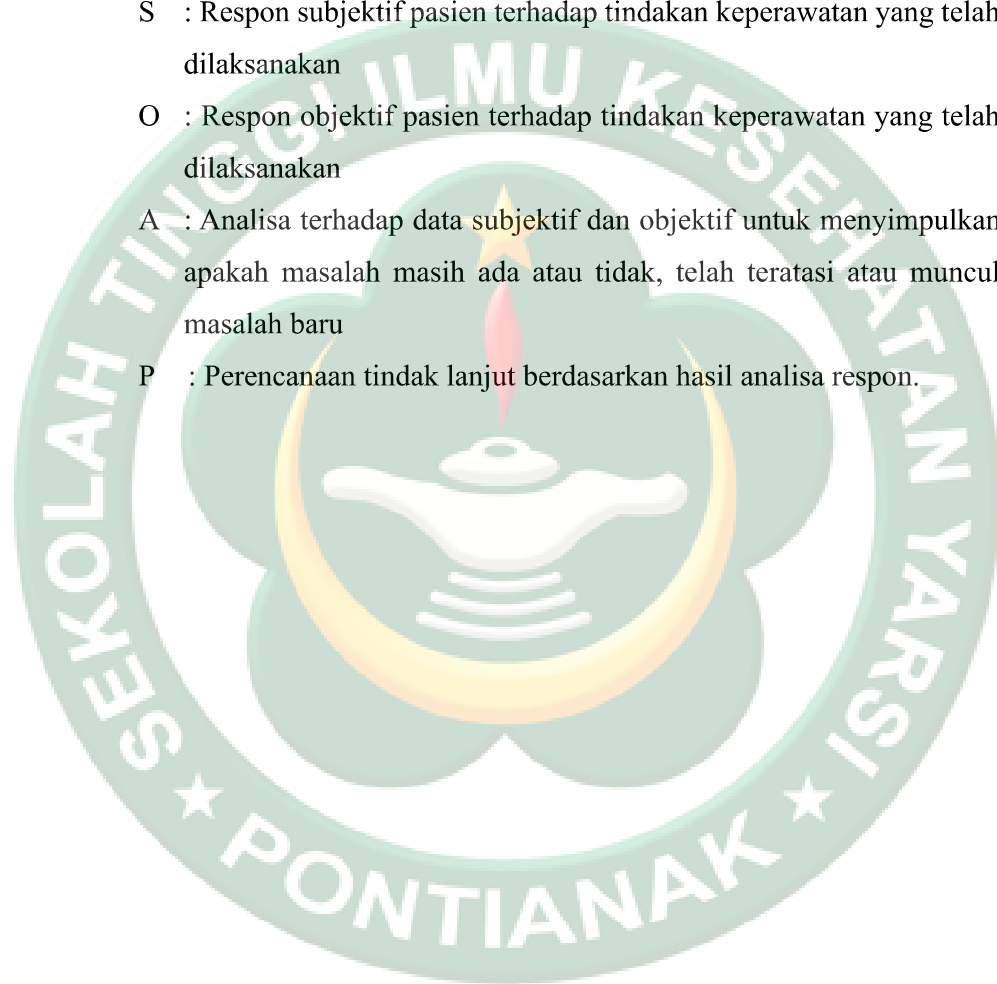 S : Respon subjektif pasien terhadap tindakan keperawatan yang telah
dilaksanakan
O : Respon objektif pasien terhadap tindakan keperawatan yang telah
dilaksanakan
A : Analisa terhadap data subjektif dan objektif untuk menyimpulkan
apakah masalah masih ada atau tidak, telah teratasi atau muncul
masalah baru
P : Perencanaan tindak lanjut berdasarkan hasil analisa respon.
SEKOLAH TINGGI ILMU KESEHATAN YARSI
PONTIANAK